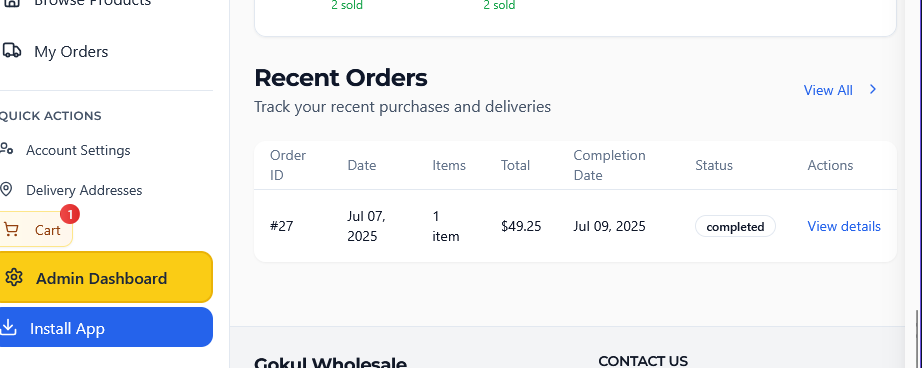 Browse Products
My Orders
QUICK ACTIONS
Account Settings
Delivery Addresses
1
Cart
Admin Dashboard
Install App
2 sold
2 sold
Recent Orders
Track your recent purchases and deliveries
View All
Order ID
Date
Items
Total
Completion Date
Status
Actions
#27
Jul 07, 2025
1 item
$49.25
Jul 09, 2025
completed
View details
Gokul Wholesale
CONTACT US